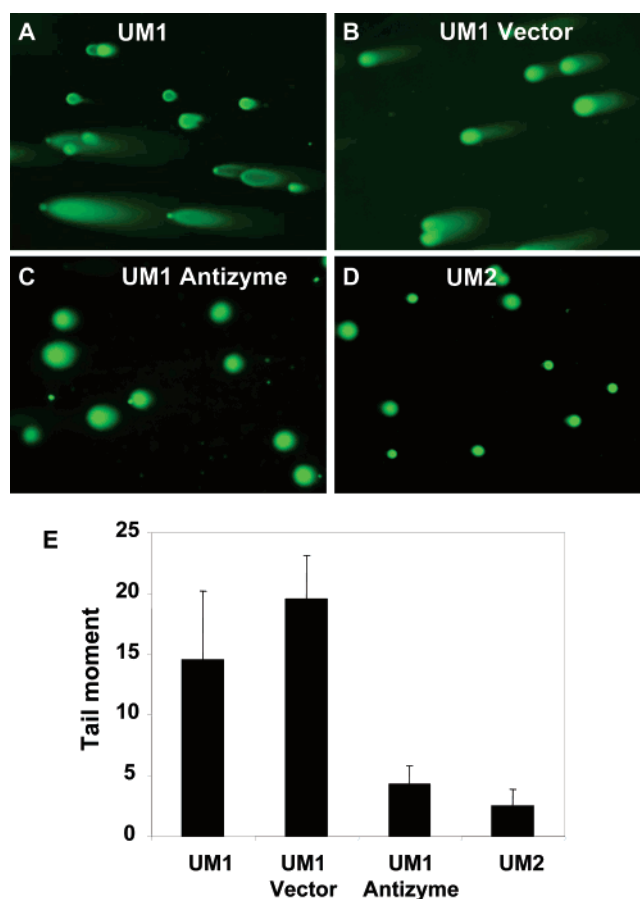 A UM1
B UM1 Vector
C UM1 Antizyme
D UM2
E
Tail moment
25
20
15
10
5
0
UM1 UM1 UM1 UM2
Vector Antizyme